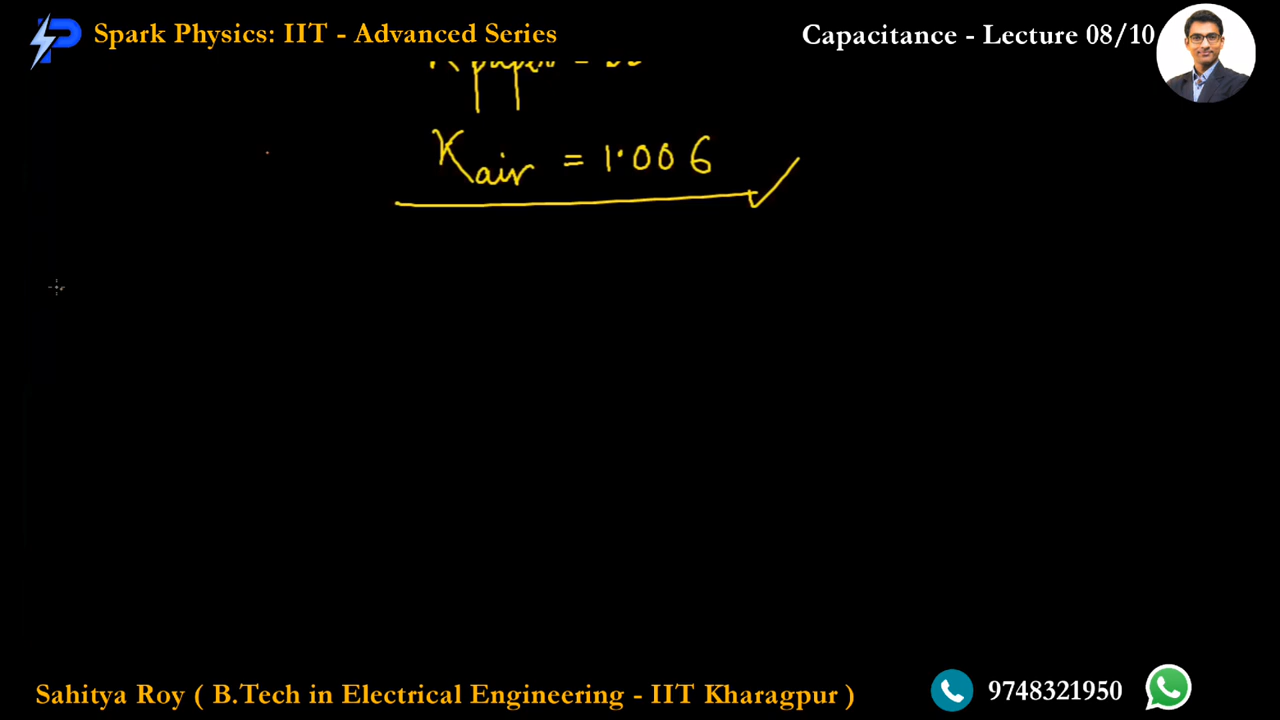 Spark Physics: IIT - Advanced Series
Capacitance - Lecture 08/10
K paper =
Kair = 1.006
Sahitya Roy ( B.Tech in Electrical Engineering - IIT Kharagpur )
9748321950